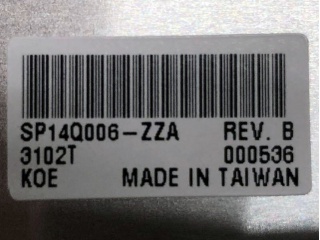 SP14Q006-ZZA REV. B
3102T 000536
KOE MADE IN TAIWAN